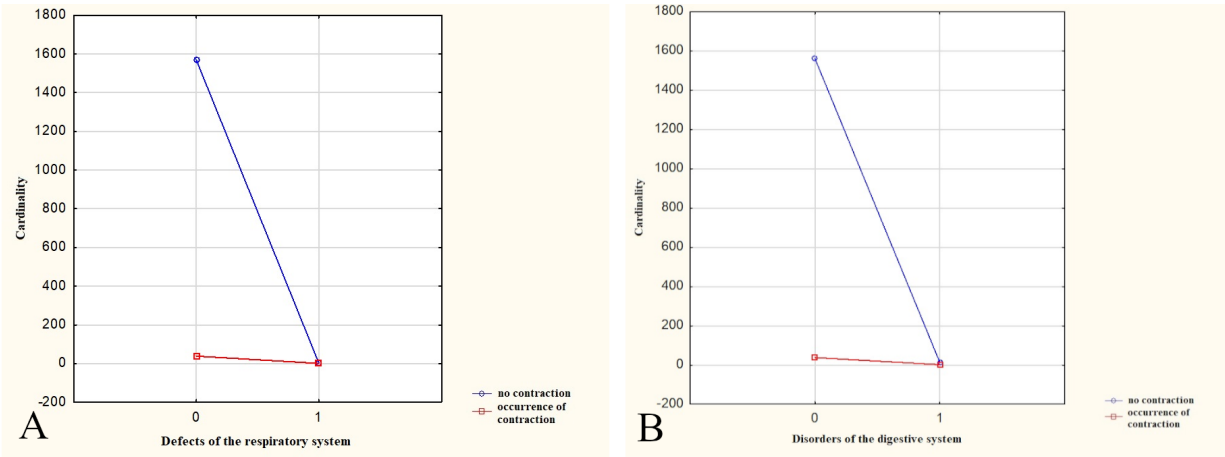 1800
1600
1400
1200
1000
800
600
400
200
0
-200
Cardinality
0 1
Defects of the respiratory system
no contraction
occurrence of
contraction
A
1800
1600
1400
1200
1000
800
600
400
200
0
-200
Cardinality
0 1
Disorders of the digestive system
no contraction
occurrence of
contraction
B